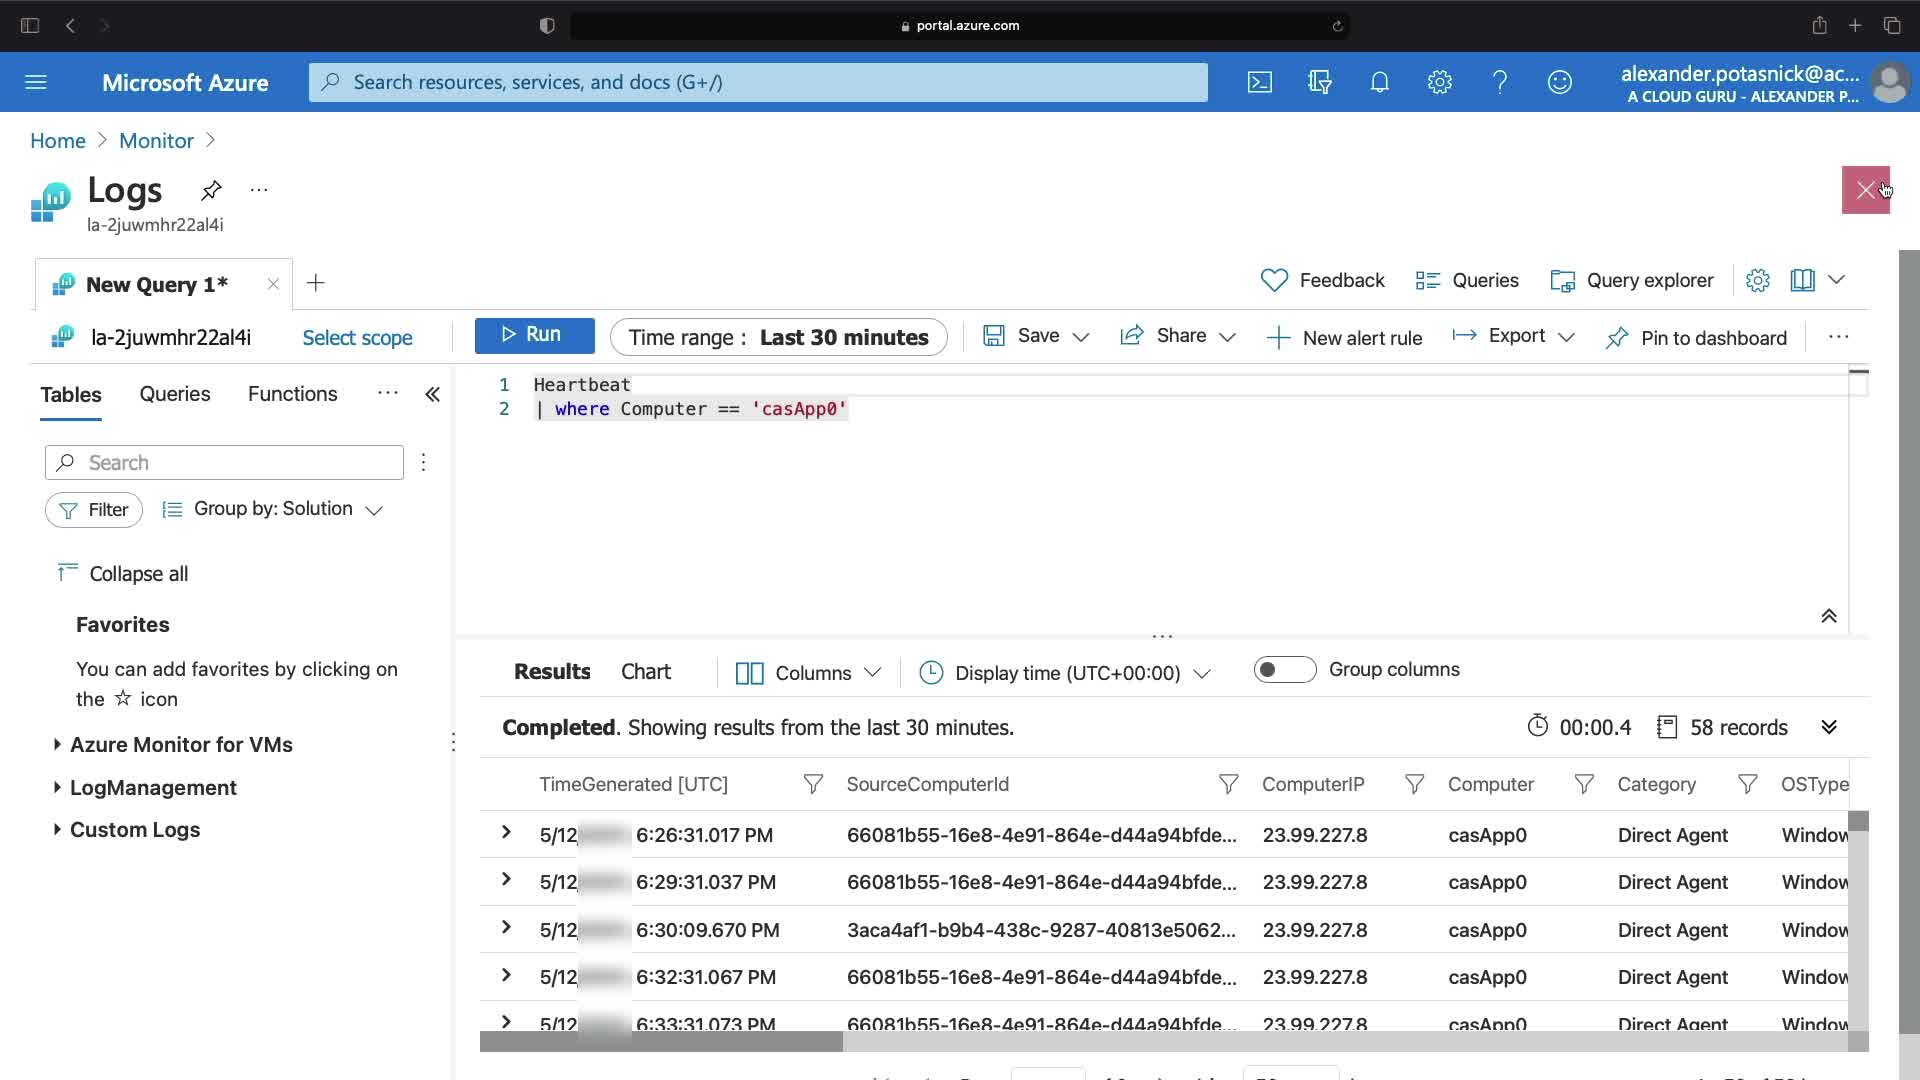 portal.azure.com
Microsoft Azure
Search resources, services, and docs (G+/)
alexander.potasnick@ac...
A CLOUD GURU - ALEXANDER P...
Home > Monitor >
Logs
la-2juwmhr22al4i
New Query 1*
Feedback
Queries
Query explorer
la-2juwmhr22al4i
Select scope
Run
Time range : Last 30 minutes
Save
Share
New alert rule
Export
Pin to dashboard
Tables Queries Functions
1 Heartbeat
2 | where Computer == 'casApp0'
Search
Filter
Group by: Solution
Collapse all
Favorites
You can add favorites by clicking on
the ☆ icon
Azure Monitor for VMs
LogManagement
Custom Logs
Results Chart Columns Display time (UTC+00:00) Group columns
Completed. Showing results from the last 30 minutes. 00:00.4 58 records
TimeGenerated [UTC] SourceComputerId ComputerIP Computer Category OSType
5/12 6:26:31.017 PM 66081b55-16e8-4e91-864e-d44a94bfde... 23.99.227.8 casApp0 Direct Agent Window
5/12 6:29:31.037 PM 66081b55-16e8-4e91-864e-d44a94bfde... 23.99.227.8 casApp0 Direct Agent Window
5/12 6:30:09.670 PM 3aca4af1-b9b4-438c-9287-40813e5062... 23.99.227.8 casApp0 Direct Agent Window
5/12 6:32:31.067 PM 66081b55-16e8-4e91-864e-d44a94bfde... 23.99.227.8 casApp0 Direct Agent Window
5/12 6:33:31.073 PM 66081b55-16e8-4e91-864e-d44a94bfde... 23.99.227.8 casApp0 Direct Agent Window